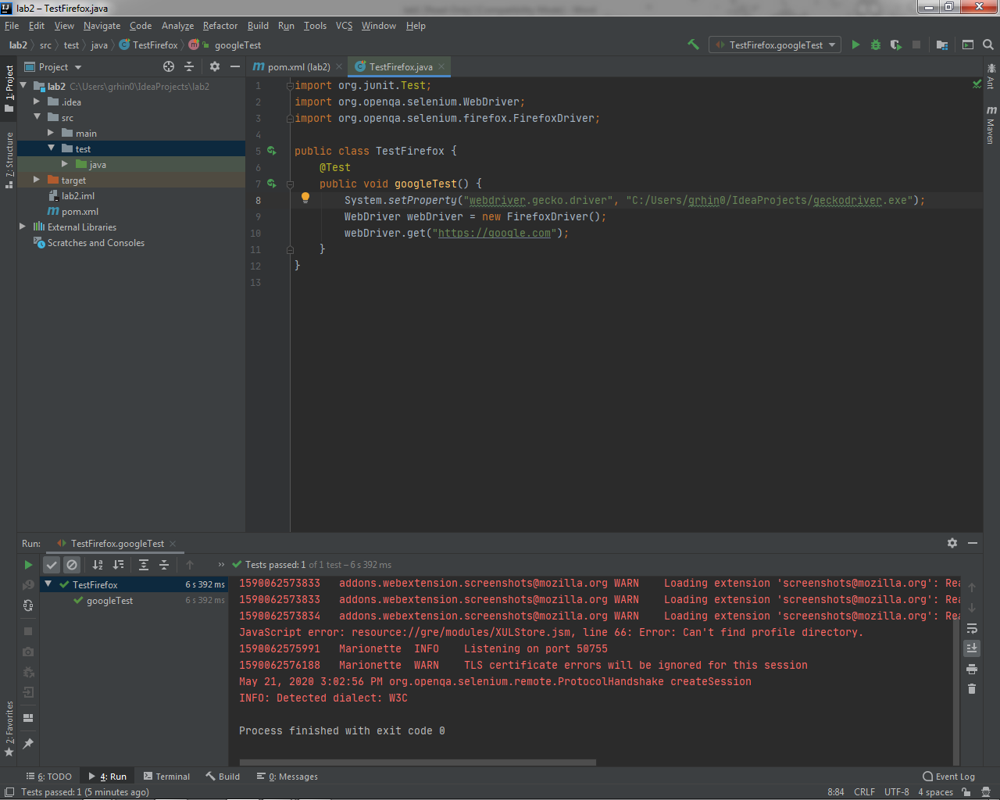 lab2 – TestFirefox.java
File Edit View Navigate Code Analyze Refactor Build Run Tools VCS Window Help
lab2 src test java TestFirefox m googleTest
TestFirefox.googleTest
1: Project
Project
m pom.xml (lab2)
TestFirefox.java
lab2 C:\Users\grhin0\IdeaProjects\lab2
.idea
src
main
test
java
target
lab2.iml
m pom.xml
External Libraries
Scratches and Consoles
7: Structure
2: Favorites
Ant
m Maven
1 import org.junit.Test;
2 import org.openqa.selenium.WebDriver;
3 import org.openqa.selenium.firefox.FirefoxDriver;
4
5 public class TestFirefox {
6 @Test
7 public void googleTest() {
8 System.setProperty("webdriver.gecko.driver", "C:/Users/grhin0/IdeaProjects/geckodriver.exe");
9 WebDriver webDriver = new FirefoxDriver();
10 webDriver.get("https://google.com");
11 }
12 }
13
Run: TestFirefox.googleTest
Tests passed: 1 of 1 test – 6 s 392 ms
TestFirefox 6 s 392 ms
googleTest 6 s 392 ms
1590062573833 addons.webextension.screenshots@mozilla.org WARN Loading extension 'screenshots@mozilla.org': Rea
1590062573833 addons.webextension.screenshots@mozilla.org WARN Loading extension 'screenshots@mozilla.org': Rea
1590062573834 addons.webextension.screenshots@mozilla.org WARN Loading extension 'screenshots@mozilla.org': Rea
JavaScript error: resource://gre/modules/XULStore.jsm, line 66: Error: Can't find profile directory.
1590062575991 Marionette INFO Listening on port 50755
1590062576188 Marionette WARN TLS certificate errors will be ignored for this session
May 21, 2020 3:02:56 PM org.openqa.selenium.remote.ProtocolHandshake createSession
INFO: Detected dialect: W3C
Process finished with exit code 0
6: TODO 4: Run Terminal Build 0: Messages Event Log
Tests passed: 1 (5 minutes ago) 8:84 CRLF UTF-8 4 spaces